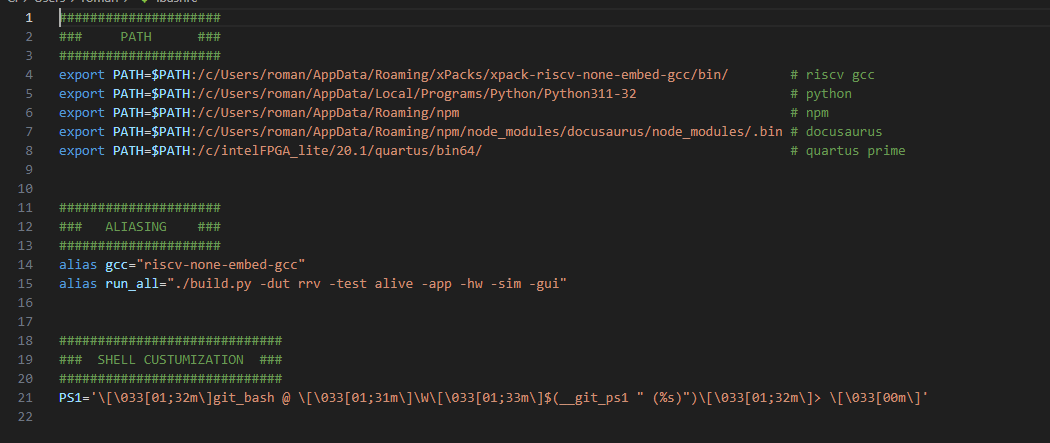 1 #####################
2 ###     PATH      ###
3 #####################
4 export PATH=$PATH:/c/Users/roman/AppData/Roaming/xPacks/xpack-riscv-none-embed-gcc/bin/        # riscv gcc
5 export PATH=$PATH:/c/Users/roman/AppData/Local/Programs/Python/Python311-32                    # python
6 export PATH=$PATH:/c/Users/roman/AppData/Roaming/npm                                           # npm
7 export PATH=$PATH:/c/Users/roman/AppData/Roaming/npm/node_modules/docusaurus/node_modules/.bin # docusaurus
8 export PATH=$PATH:/c/intelFPGA_lite/20.1/quartus/bin64/                                        # quartus prime
9
10
11 #####################
12 ###   ALIASING    ###
13 #####################
14 alias gcc="riscv-none-embed-gcc"
15 alias run_all="./build.py -dut rrv -test alive -app -hw -sim -gui"
16
17
18 #############################
19 ###  SHELL CUSTUMIZATION  ###
20 #############################
21 PS1='\[\033[01;32m\]git_bash @ \[\033[01;31m\]\W\[\033[01;33m\]$(__git_ps1 " (%s)")\[\033[01;32m\]> \[\033[00m\]'
22